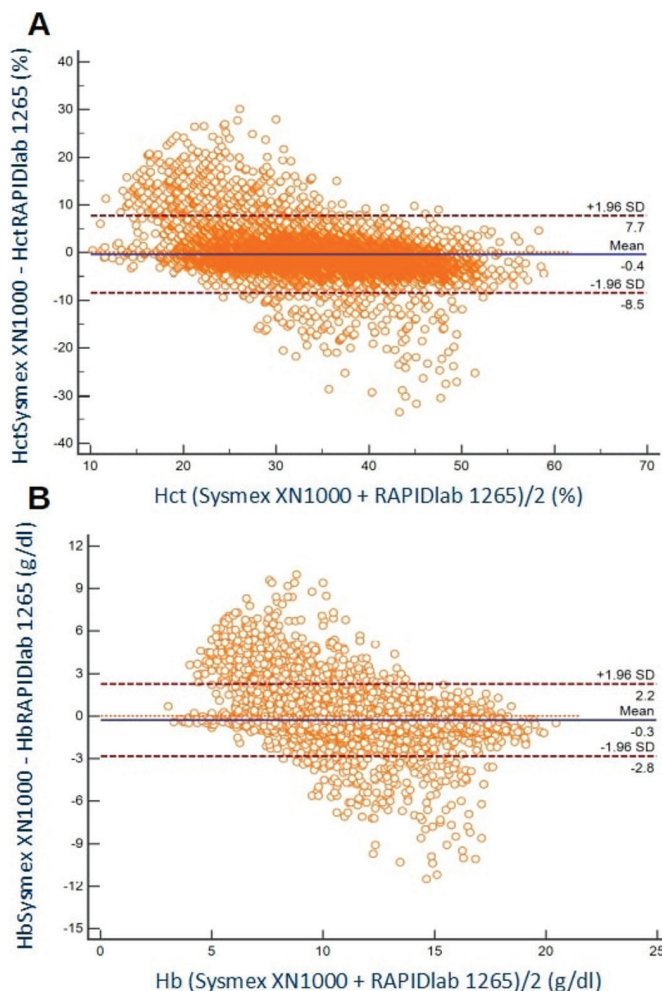 A
HctSysmex XN1000 - HctRAPIDlab 1265 (%)
40
30
20
10
0
-10
-20
-30
-40
+1.96 SD
7.7
Mean
-0.4
-1.96 SD
-8.5
10 20 30 40 50 60 70
Hct (Sysmex XN1000 + RAPIDlab 1265)/2 (%)
B
HbSysmex XN1000 - HbRAPIDlab 1265 (g/dl)
12
9
6
3
0
-3
-6
-9
-12
-15
+1.96 SD
2.2
Mean
-0.3
-1.96 SD
-2.8
0 5 10 15 20 25
Hb (Sysmex XN1000 + RAPIDlab 1265)/2 (g/dl)